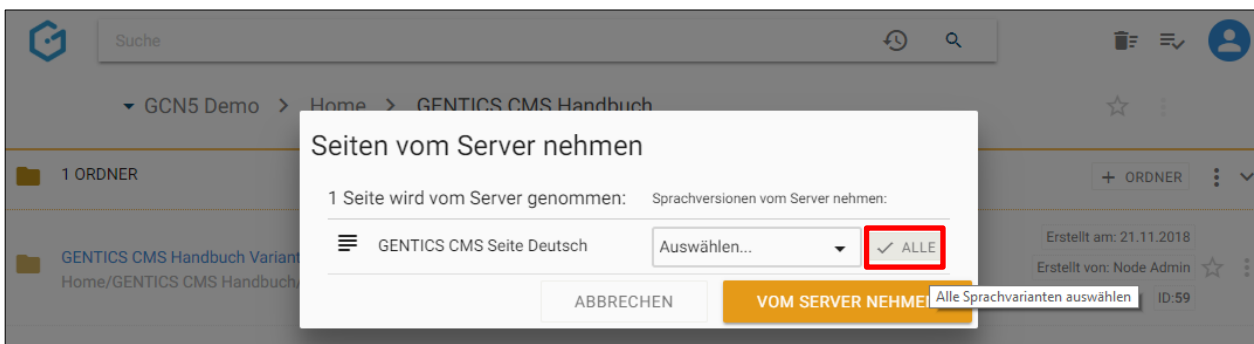 Suche
GCN5 Demo > Home > GENTICS CMS Handbuch
Seiten vom Server nehmen
1 ORDNER
+ ORDNER
1 Seite wird vom Server genommen: Sprachversionen vom Server nehmen:
GENTICS CMS Seite Deutsch Auswählen... ALLE
Erstellt am: 21.11.2018
GENTICS CMS Handbuch Variant
Erstellt von: Node Admin
Home/GENTICS CMS Handbuch/
ABBRECHEN VOM SERVER Alle Sprachvarianten auswählen ID:59